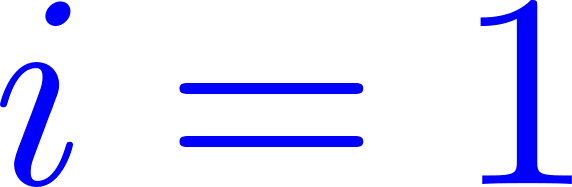 i = 1